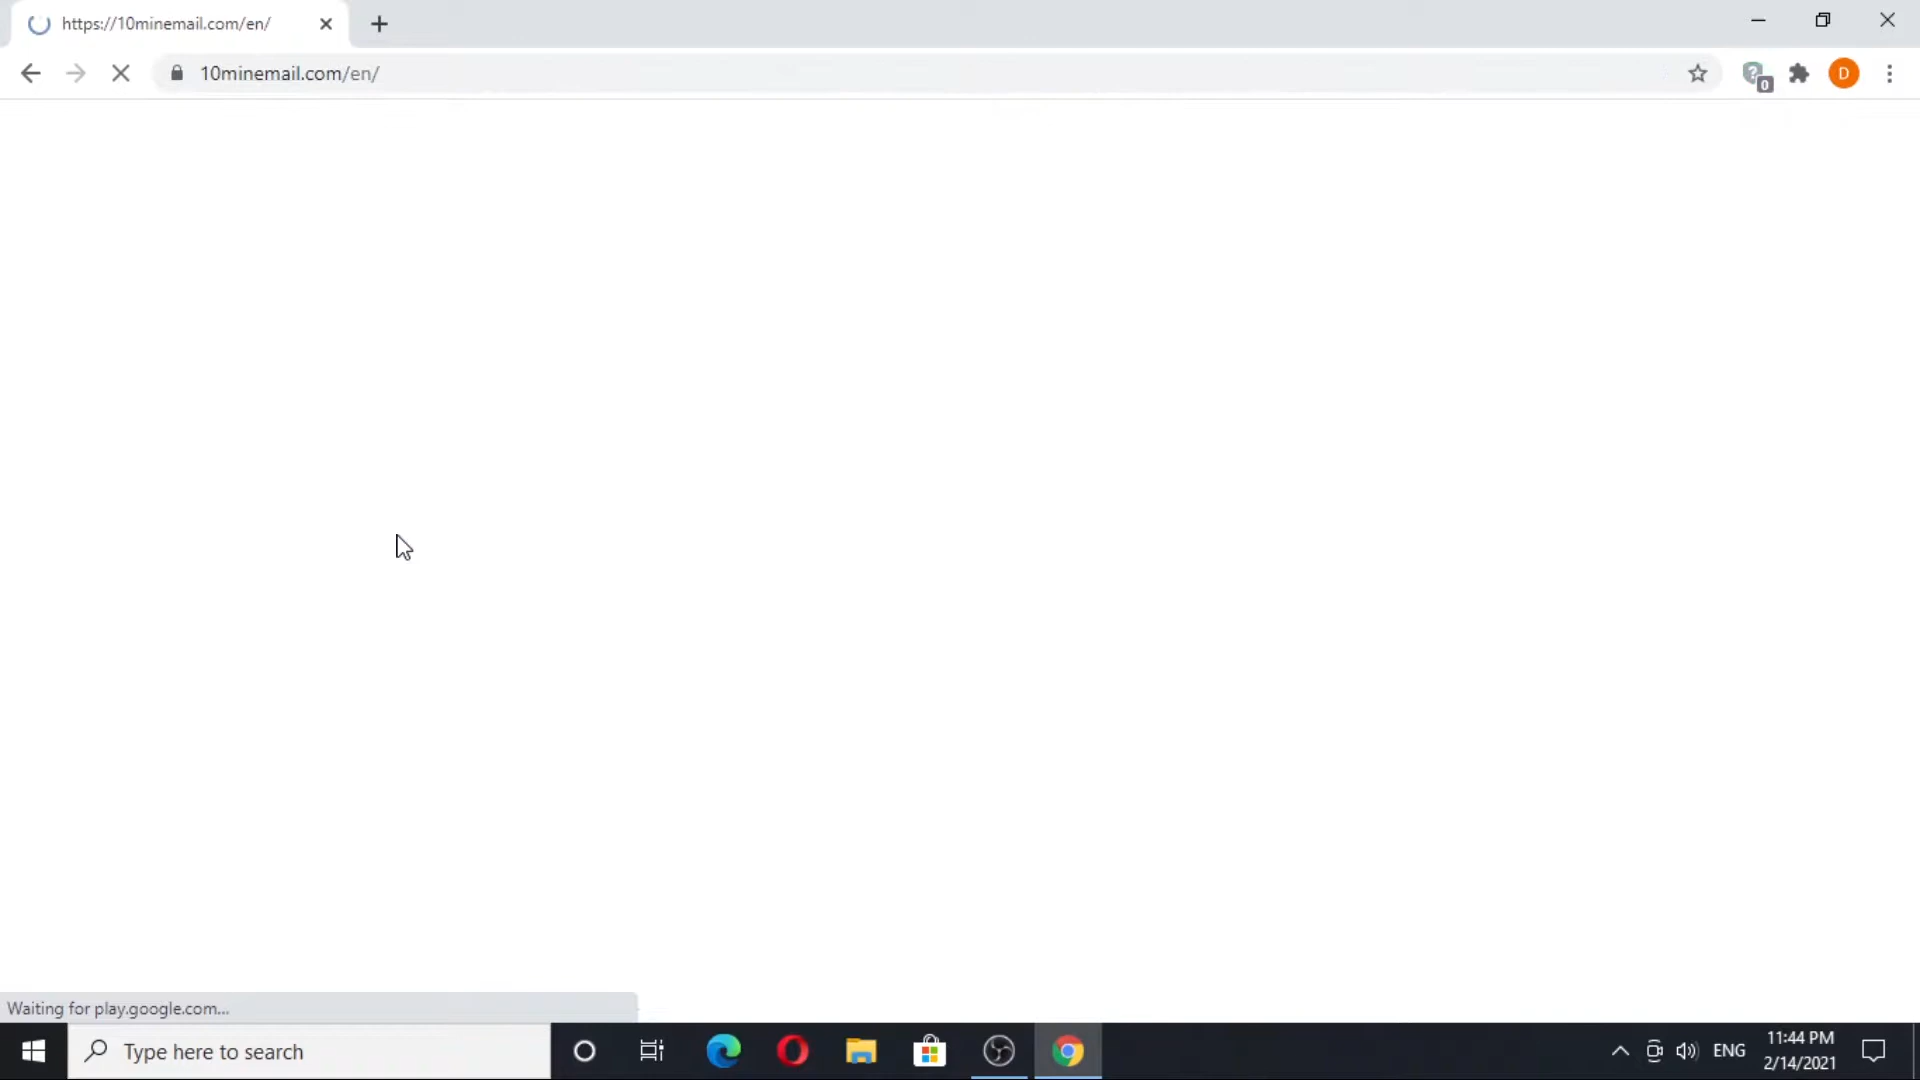 https://10minemail.com/en/
10minemail.com/en/
0
D
Waiting for play.google.com...
Type here to search
ENG
11:44 PM
2/14/2021